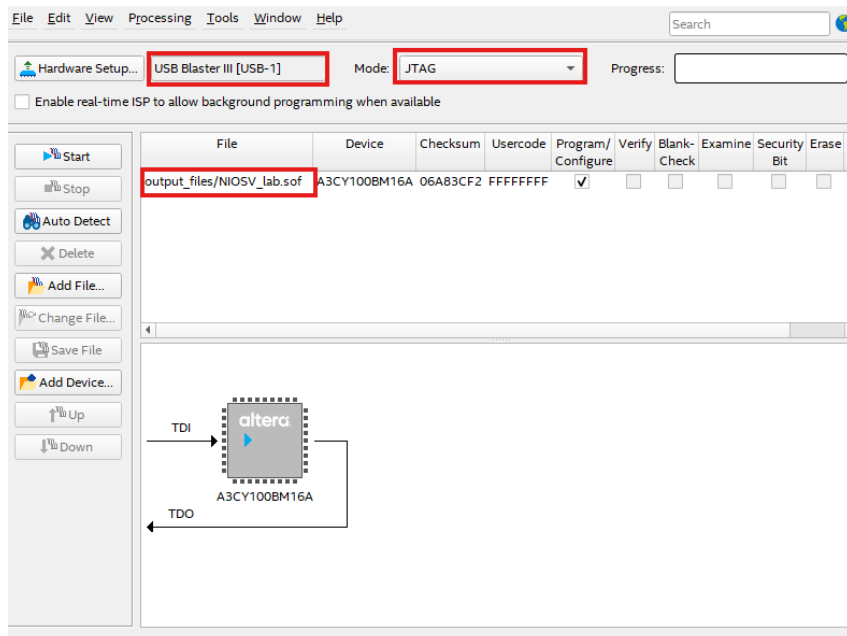 File Edit View Processing Tools Window Help
Search
Hardware Setup... USB Blaster III [USB-1] Mode: JTAG Progress:
Enable real-time ISP to allow background programming when available
Start
Stop
Auto Detect
Delete
Add File...
Change File...
Save File
Add Device...
Up
Down
File Device Checksum Usercode Program/ Verify Blank- Examine Security Erase
Configure Check Bit
output_files/NIOSV_lab.sof A3CY100BM16A 06A83CF2 FFFFFFFF
altera
TDI
A3CY100BM16A
TDO